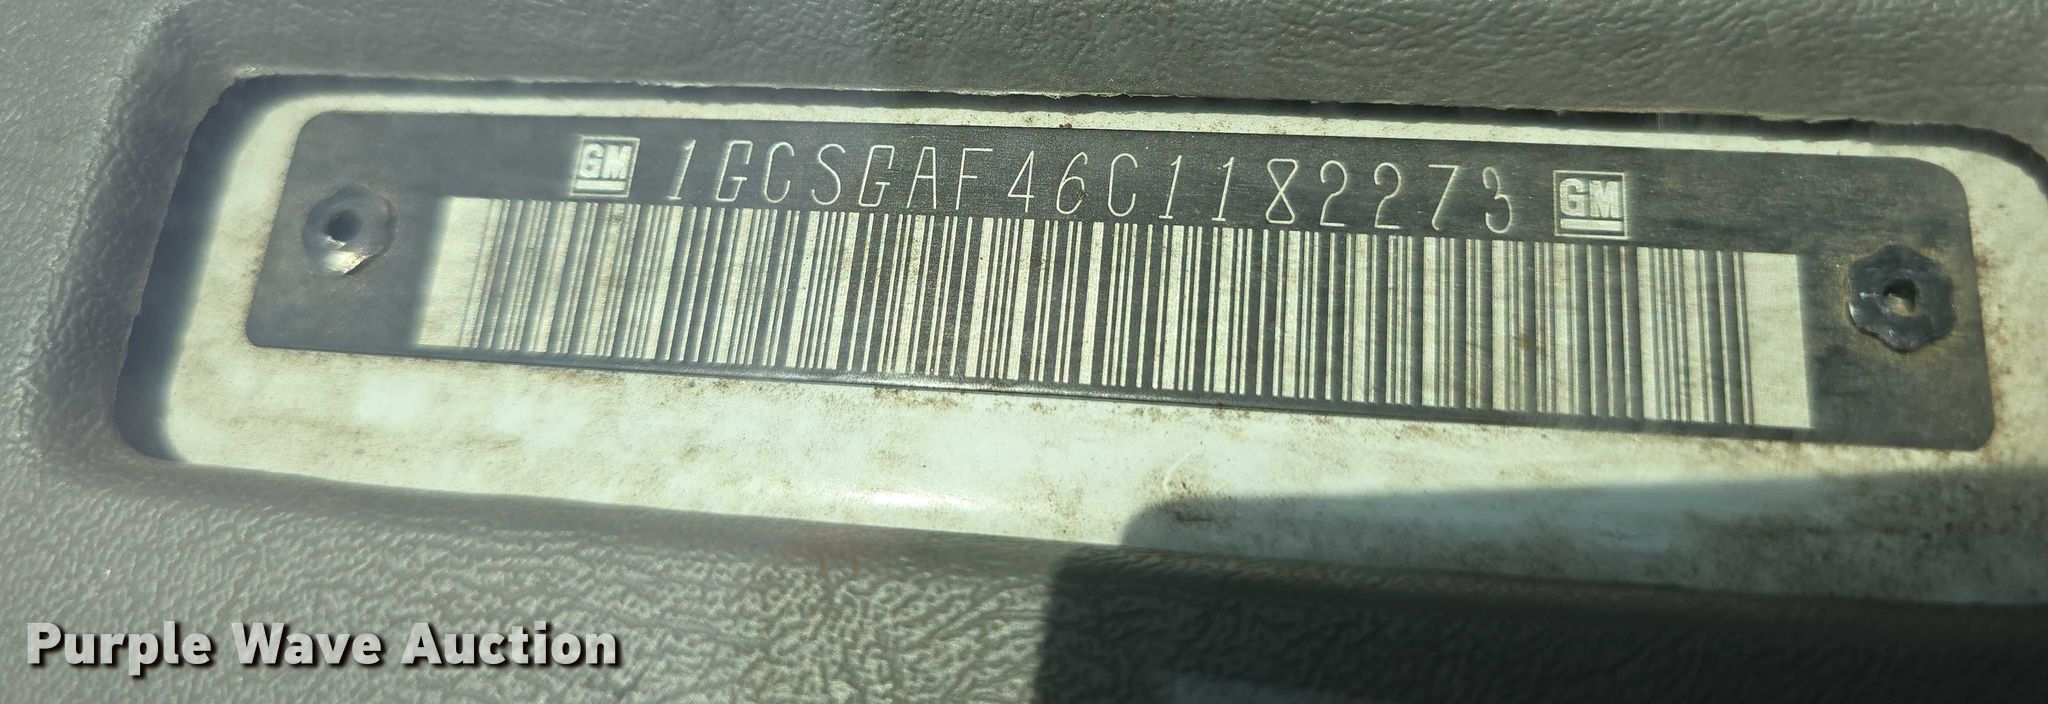 GM 1GCSGAF46C1182273 GM
Purple Wave Auction